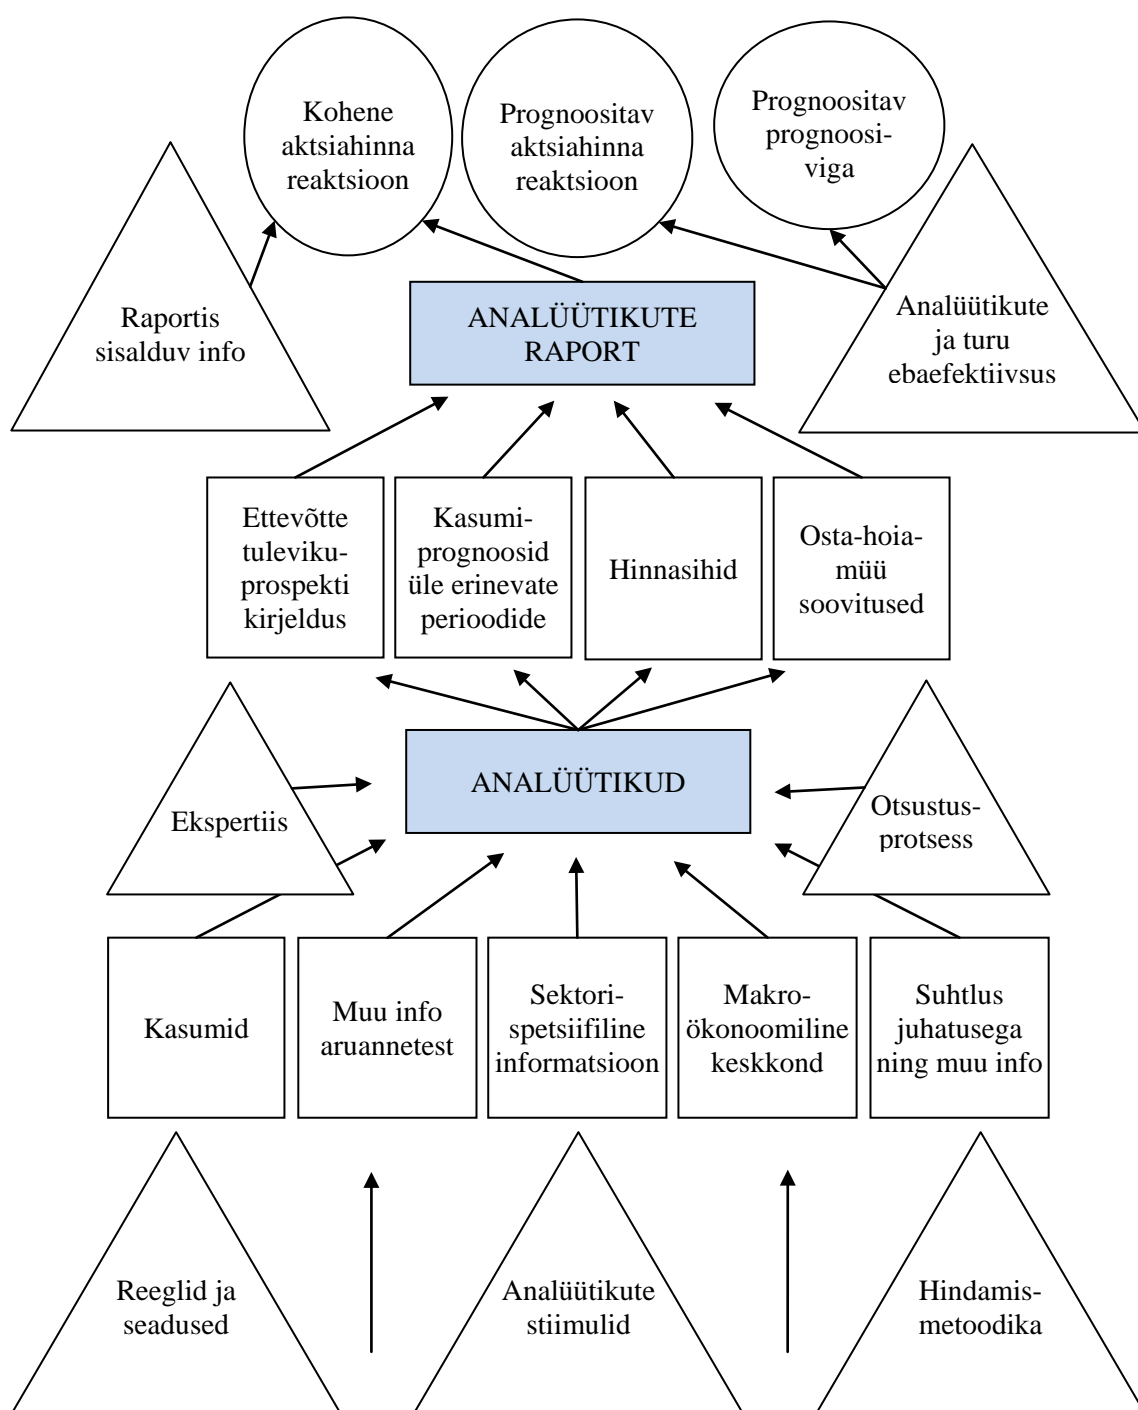 Kohene
aktsiahinna
reaktsioon
Prognoositav
aktsiahinna
reaktsioon
Prognoositav
prognoosi-
viga
Raportis
sisalduv info
ANALÜÜTIKUTE
RAPORT
Analüütikute
ja turu
ebaefektiivsus
Ettevõtte
tuleviku-
prospekti
kirjeldus
Kasumi-
prognoosid
üle erinevate
perioodide
Hinnasihid
Osta-hoia-
müü
soovitused
Ekspertiis
ANALÜÜTIKUD
Otsustus-
protsess
Kasumid
Muu info
aruannetest
Sektori-
spetsiifiline
informatsioon
Makro-
ökonoomiline
keskkond
Suhtlus
juhatusega
ning muu info
Reeglid ja
seadused
Analüütikute
stiimulid
Hindamis-
metoodika